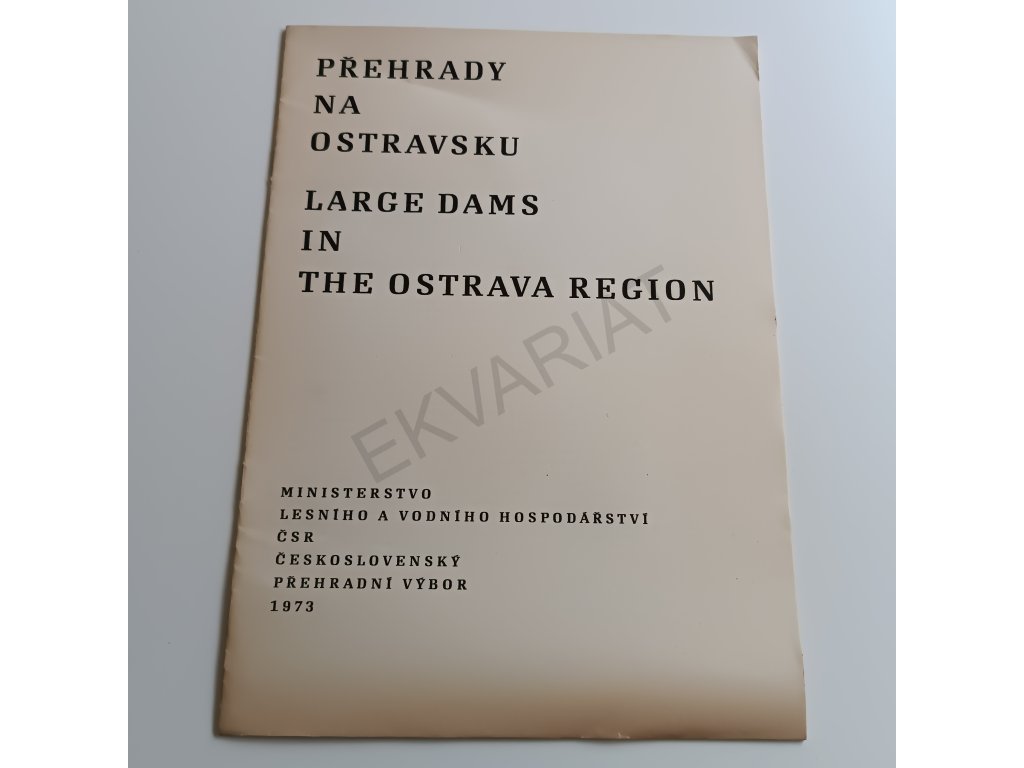 PŘEHRADY
NA
OSTRAVSKU
LARGE DAMS
IN
THE OSTRAVA REGION
EKVARIAT
MINISTERSTVO
LESNÍHO A VODNÍHO HOSPODÁŘSTVÍ
ČSR
ČESKOSLOVENSKÝ
PŘEHRADNÍ VÝBOR
1973